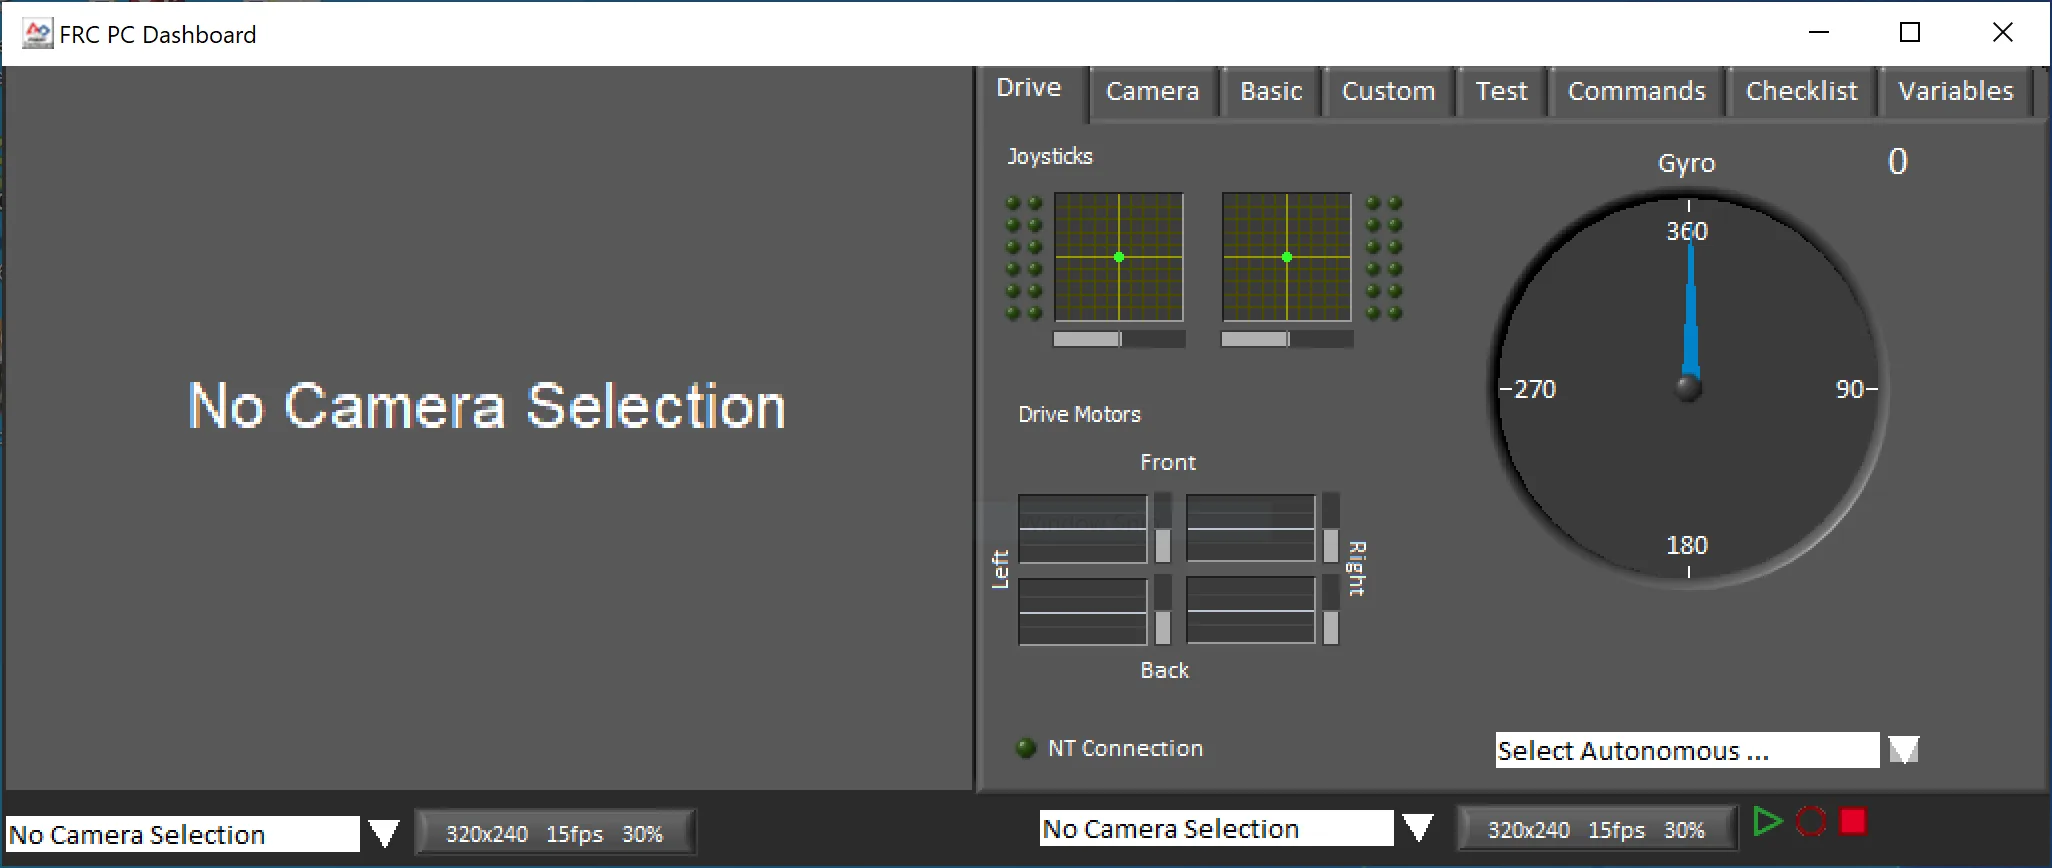 FRC PC Dashboard
Drive Camera Basic Custom Test Commands Checklist Variables
No Camera Selection
Joysticks
Gyro
0
360
270
90
180
Drive Motors
Front
Left
Right
Back
NT Connection
Select Autonomous ...
No Camera Selection
320x240 15fps 30%
No Camera Selection
320x240 15fps 30%